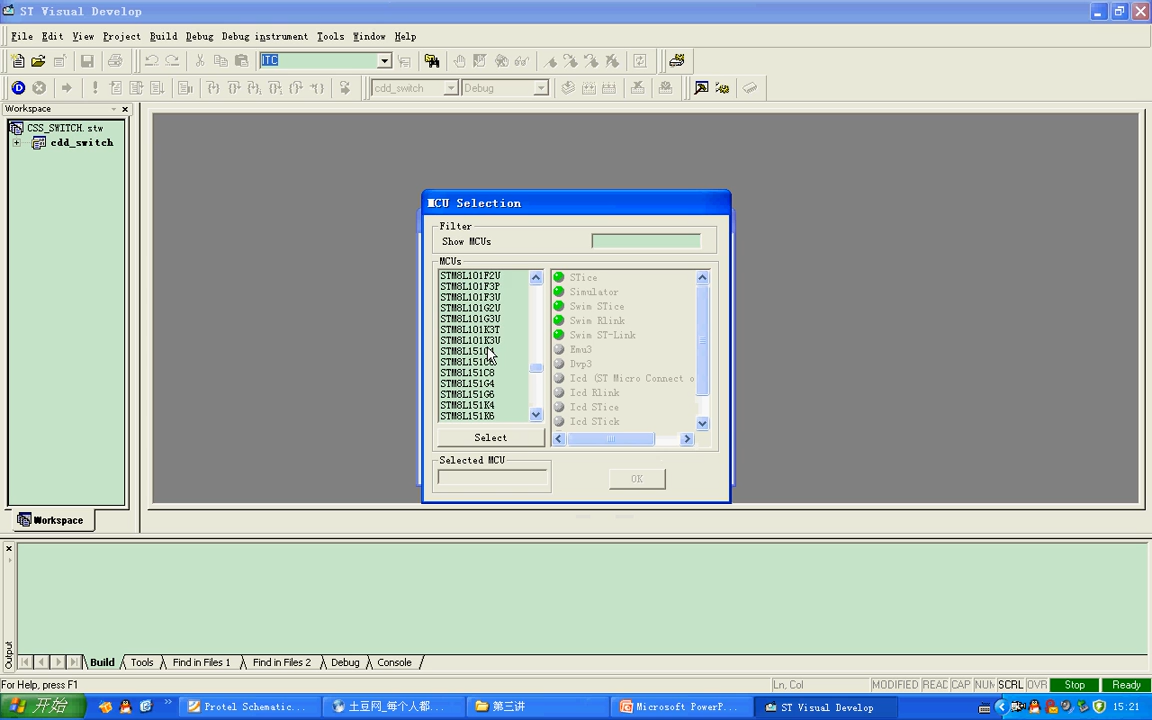 ST Visual Develop
File Edit View Project Build Debug Debug instrument Tools Window Help
ITC
cdd_switch Debug
Workspace
CSS_SWITCH.stw
cdd_switch
Workspace
MCU Selection
Filter
Show MCUs
MCUs
STM8L101F2U
STM8L101F3P
STM8L101F3U
STM8L101G2U
STM8L101G3U
STM8L101K3T
STM8L101K3U
STM8L151C8
STM8L151G4
STM8L151G6
STM8L151K4
STM8L151K6
STice
Simulator
Swim STice
Swim Rlink
Swim ST-Link
Emu3
Dvp3
Icd (ST Micro Connect o
Icd Rlink
Icd STice
Icd STick
Select
Selected MCU
OK
Output
Build Tools Find in Files 1 Find in Files 2 Debug Console
For Help, press F1
Ln, Col
MODIFIED READ CAP NUM SCRL OVR Stop Ready
开始
Protel Schematic...
土豆网_每个人都...
第三讲
Microsoft PowerP...
ST Visual Develop
15:21